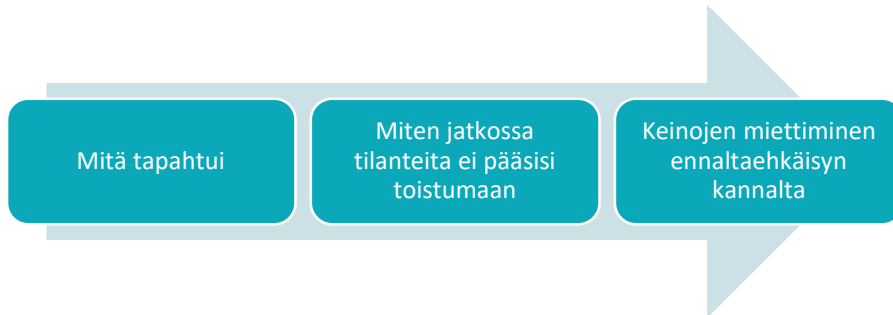 Mitä tapahtui
Miten jatkossa
tilanteita ei pääsisi
toistumaan
Keinojen miettiminen
ennaltaehkäisyn
kannalta